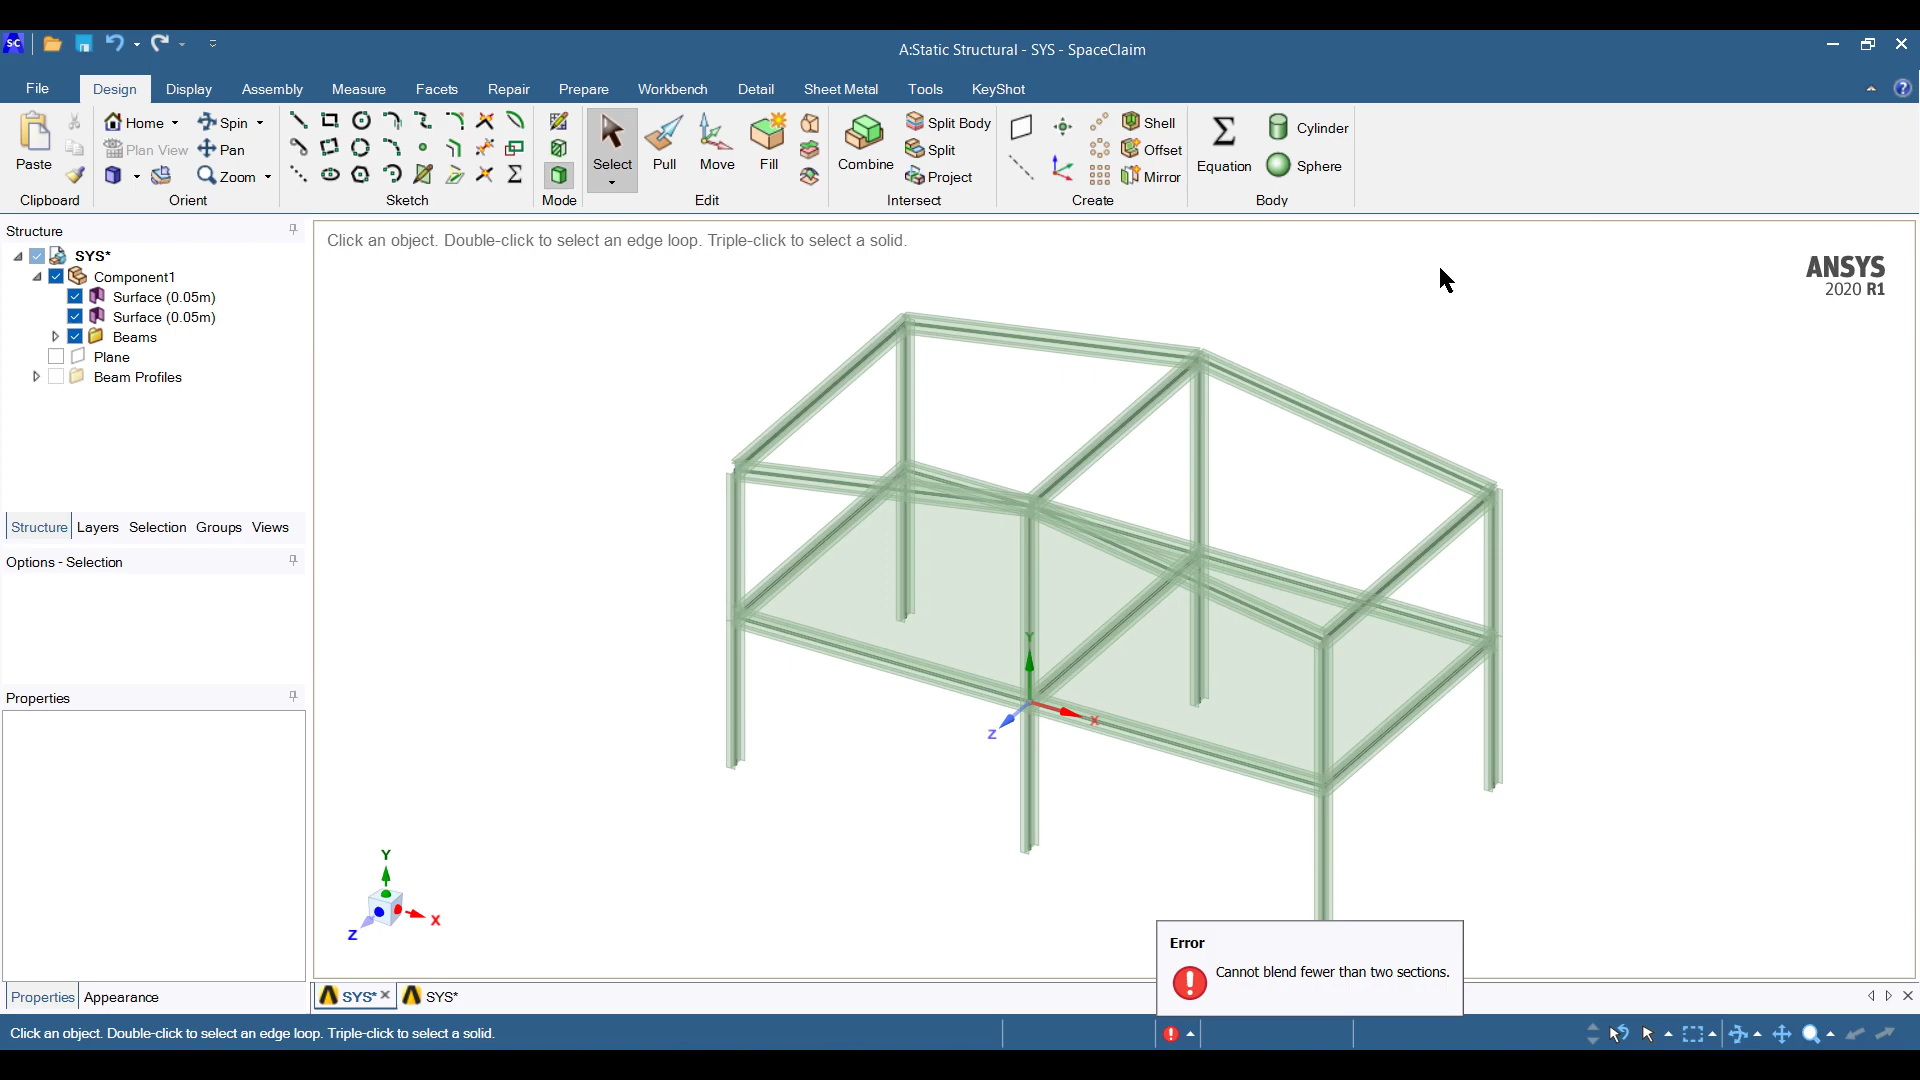 SC
A:Static Structural - SYS - SpaceClaim
File Design Display Assembly Measure Facets Repair Prepare Workbench Detail Sheet Metal Tools KeyShot
Paste
Clipboard
Home Spin
Plan View Pan
Zoom
Orient
Sketch
Mode
Select Pull Move Fill
Edit
Combine Split Body
Split
Project
Intersect
Shell
Offset
Mirror
Create
Equation Cylinder
Sphere
Body
Structure
SYS*
Component1
Surface (0.05m)
Surface (0.05m)
Beams
Plane
Beam Profiles
Structure Layers Selection Groups Views
Options - Selection
Properties
Properties Appearance
Click an object. Double-click to select an edge loop. Triple-click to select a solid.
ANSYS
2020 R1
Y
X
Z
Y
X
Z
Error
Cannot blend fewer than two sections.
SYS* SYS*
Click an object. Double-click to select an edge loop. Triple-click to select a solid.